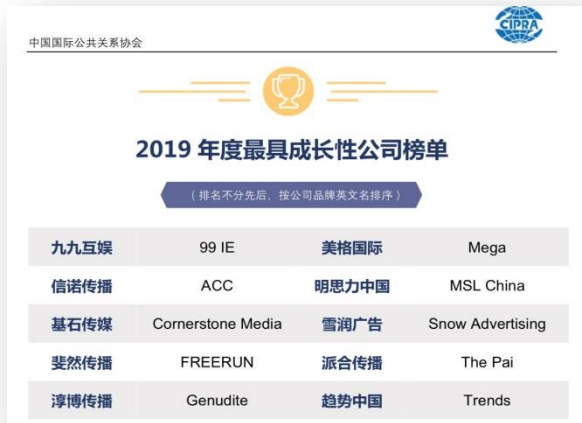 中国国际公共关系协会
CIPRA
2019 年度最具成长性公司榜单
(排名不分先后、按公司品牌英文名排序)
九九互娱 99 IE 美格国际 Mega
信诺传播 ACC 明思力中国 MSL China
基石传媒 Cornerstone Media 雪润广告 Snow Advertising
斐然传播 FREERUN 派合传播 The Pai
淳博传播 Genudite 趋势中国 Trends